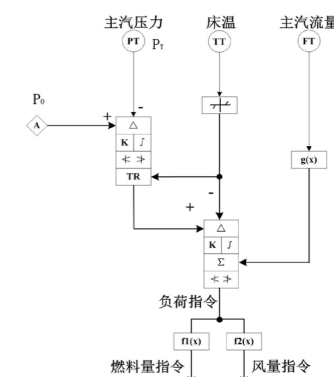 主汽压力 床温 主汽流量
PT P_T TT FT
P₀
-
A + △
K ∫
≮ ≯
TR
g(x)
-
+
△
K ∫
Σ
≮ ≯
负荷指令
f1(x) f2(x)
燃料量指令 风量指令